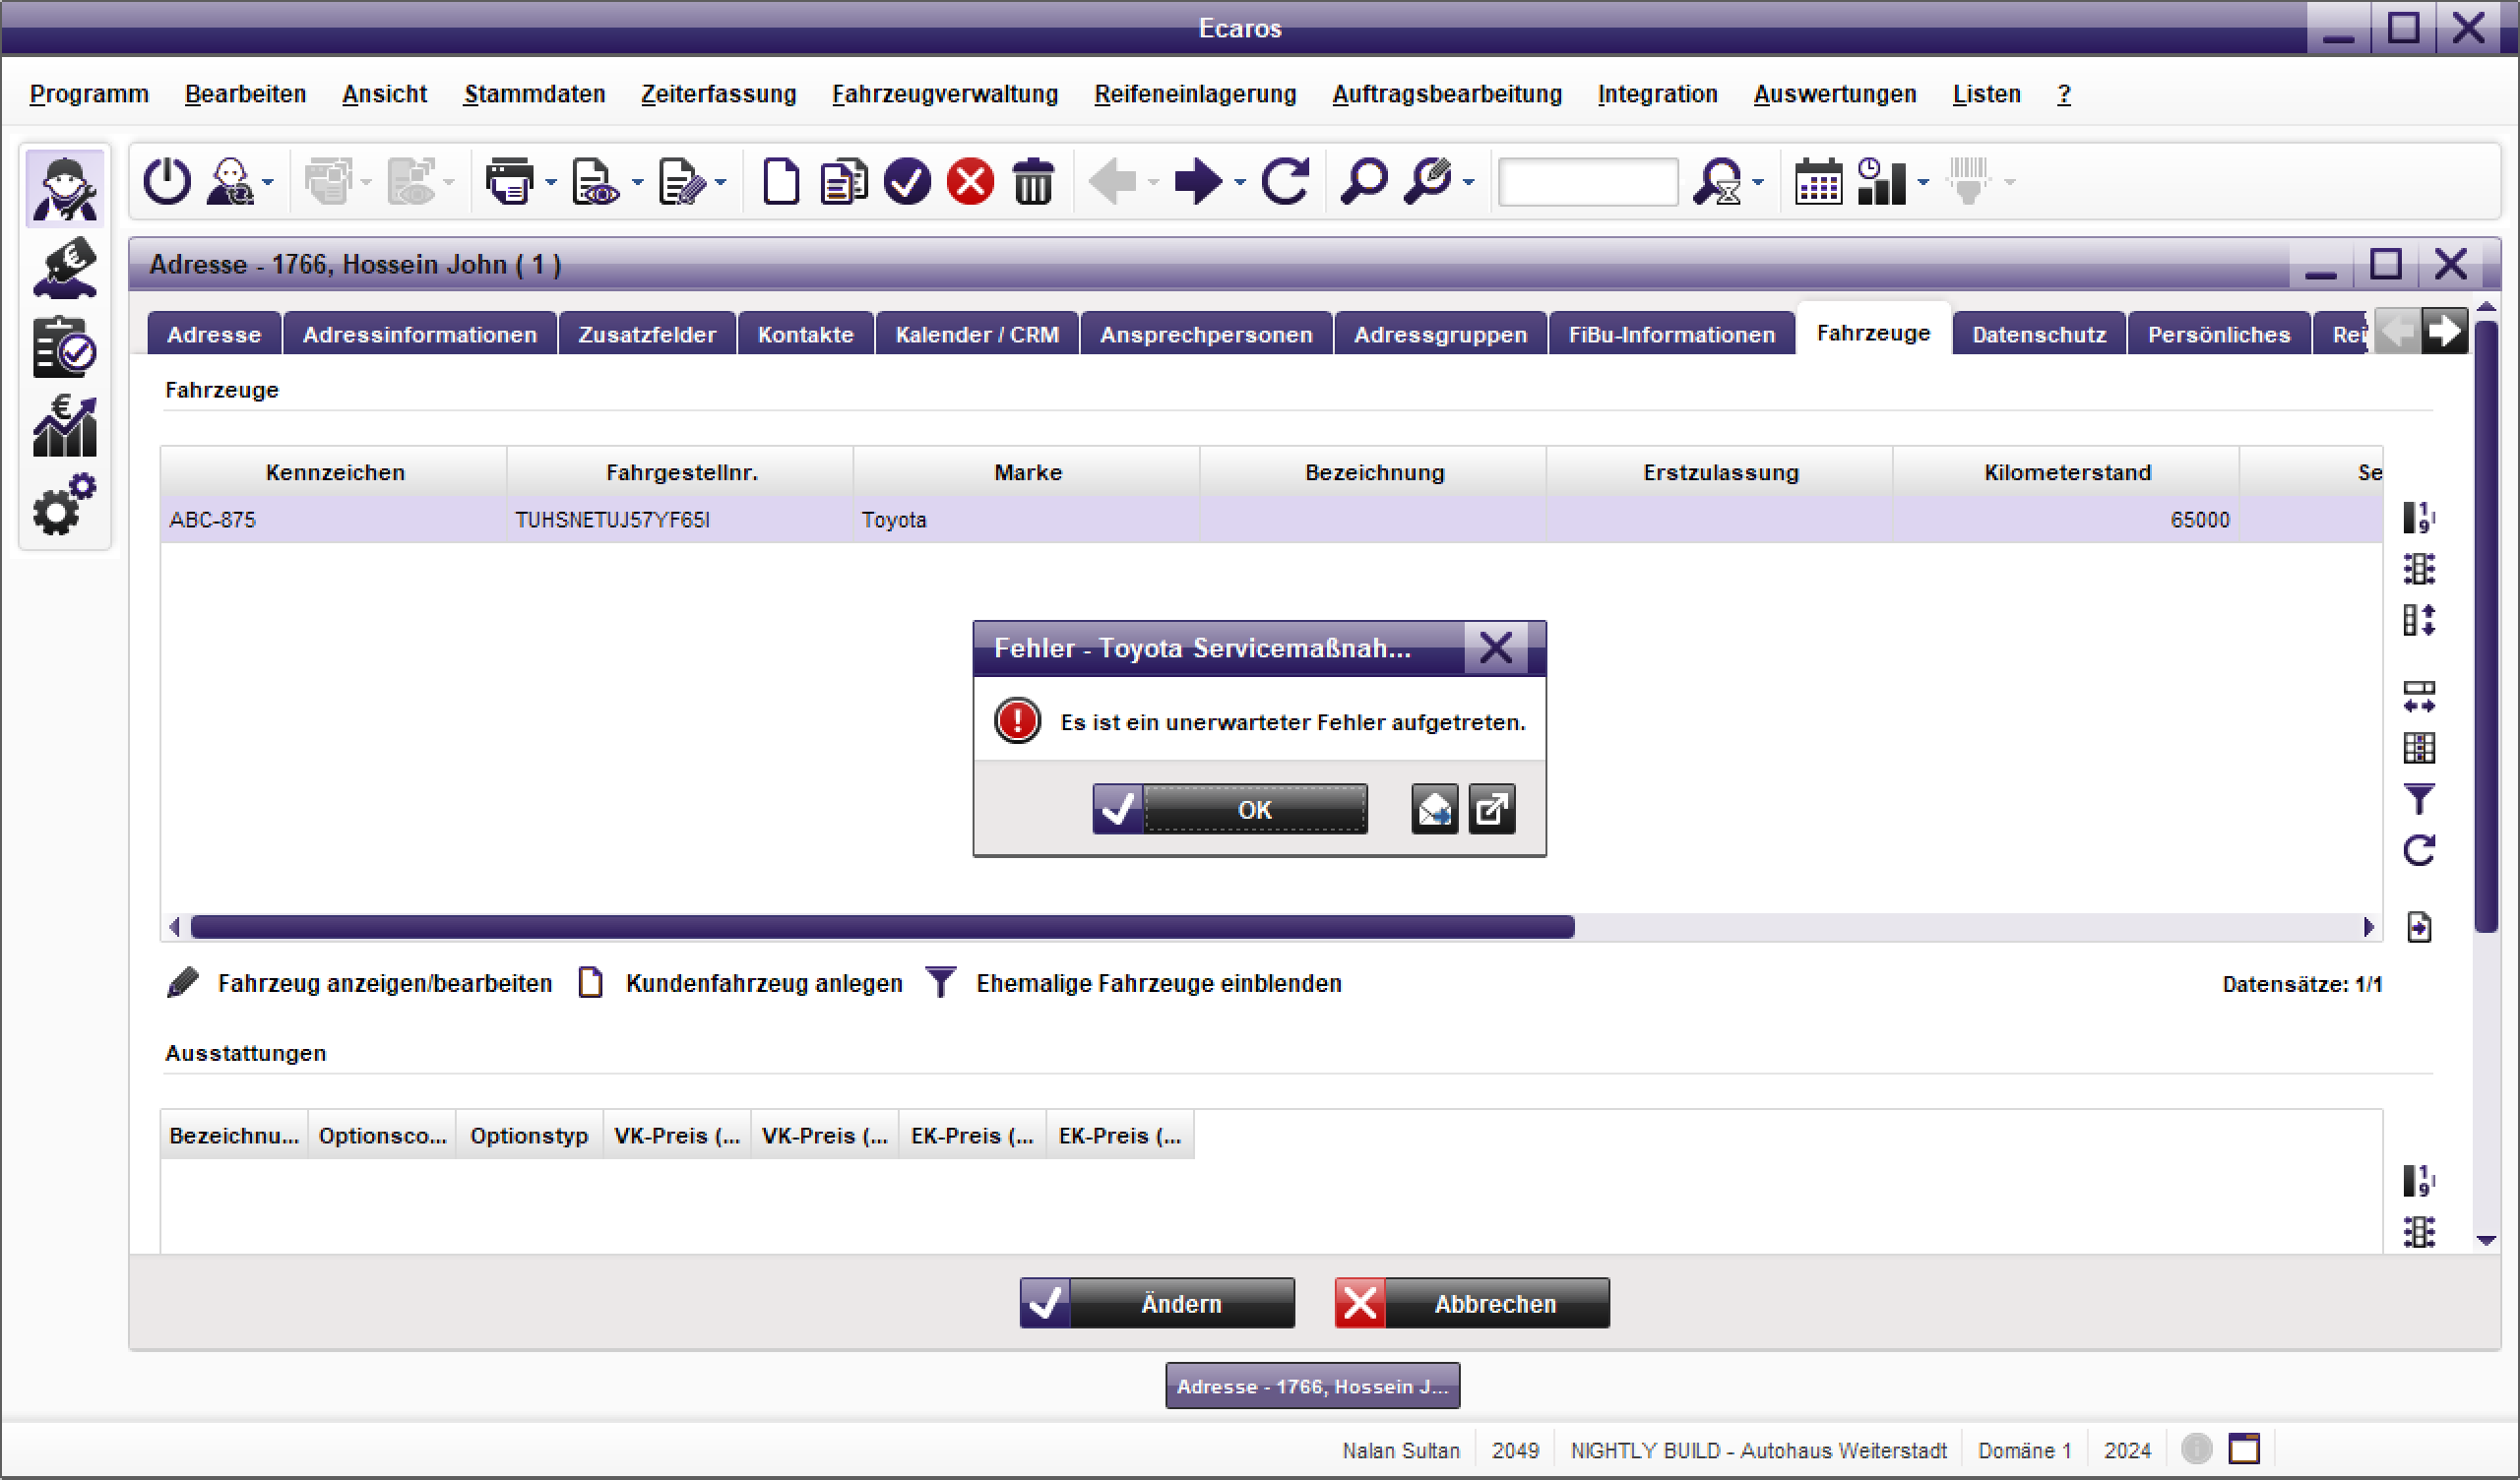 Ecaros
Programm Bearbeiten Ansicht Stammdaten Zeiterfassung Fahrzeugverwaltung Reifeneinlagerung Auftragsbearbeitung Integration Auswertungen Listen ?
Adresse - 1766, Hossein John ( 1 )
Adresse Adressinformationen Zusatzfelder Kontakte Kalender / CRM Ansprechpersonen Adressgruppen FiBu-Informationen Fahrzeuge Datenschutz Persönliches Rei
Fahrzeuge
Kennzeichen Fahrgestellnr. Marke Bezeichnung Erstzulassung Kilometerstand Se
ABC-875 TUHSNETUJ57YF65I Toyota 65000
Fehler - Toyota Servicemaßnah...
Es ist ein unerwarteter Fehler aufgetreten.
OK
Fahrzeug anzeigen/bearbeiten Kundenfahrzeug anlegen Ehemalige Fahrzeuge einblenden Datensätze: 1/1
Ausstattungen
Bezeichnu... Optionsco... Optionstyp VK-Preis (... VK-Preis (... EK-Preis (... EK-Preis (...
Ändern Abbrechen
Adresse - 1766, Hossein J...
Nalan Sultan 2049 NIGHTLY BUILD - Autohaus Weiterstadt Domäne 1 2024